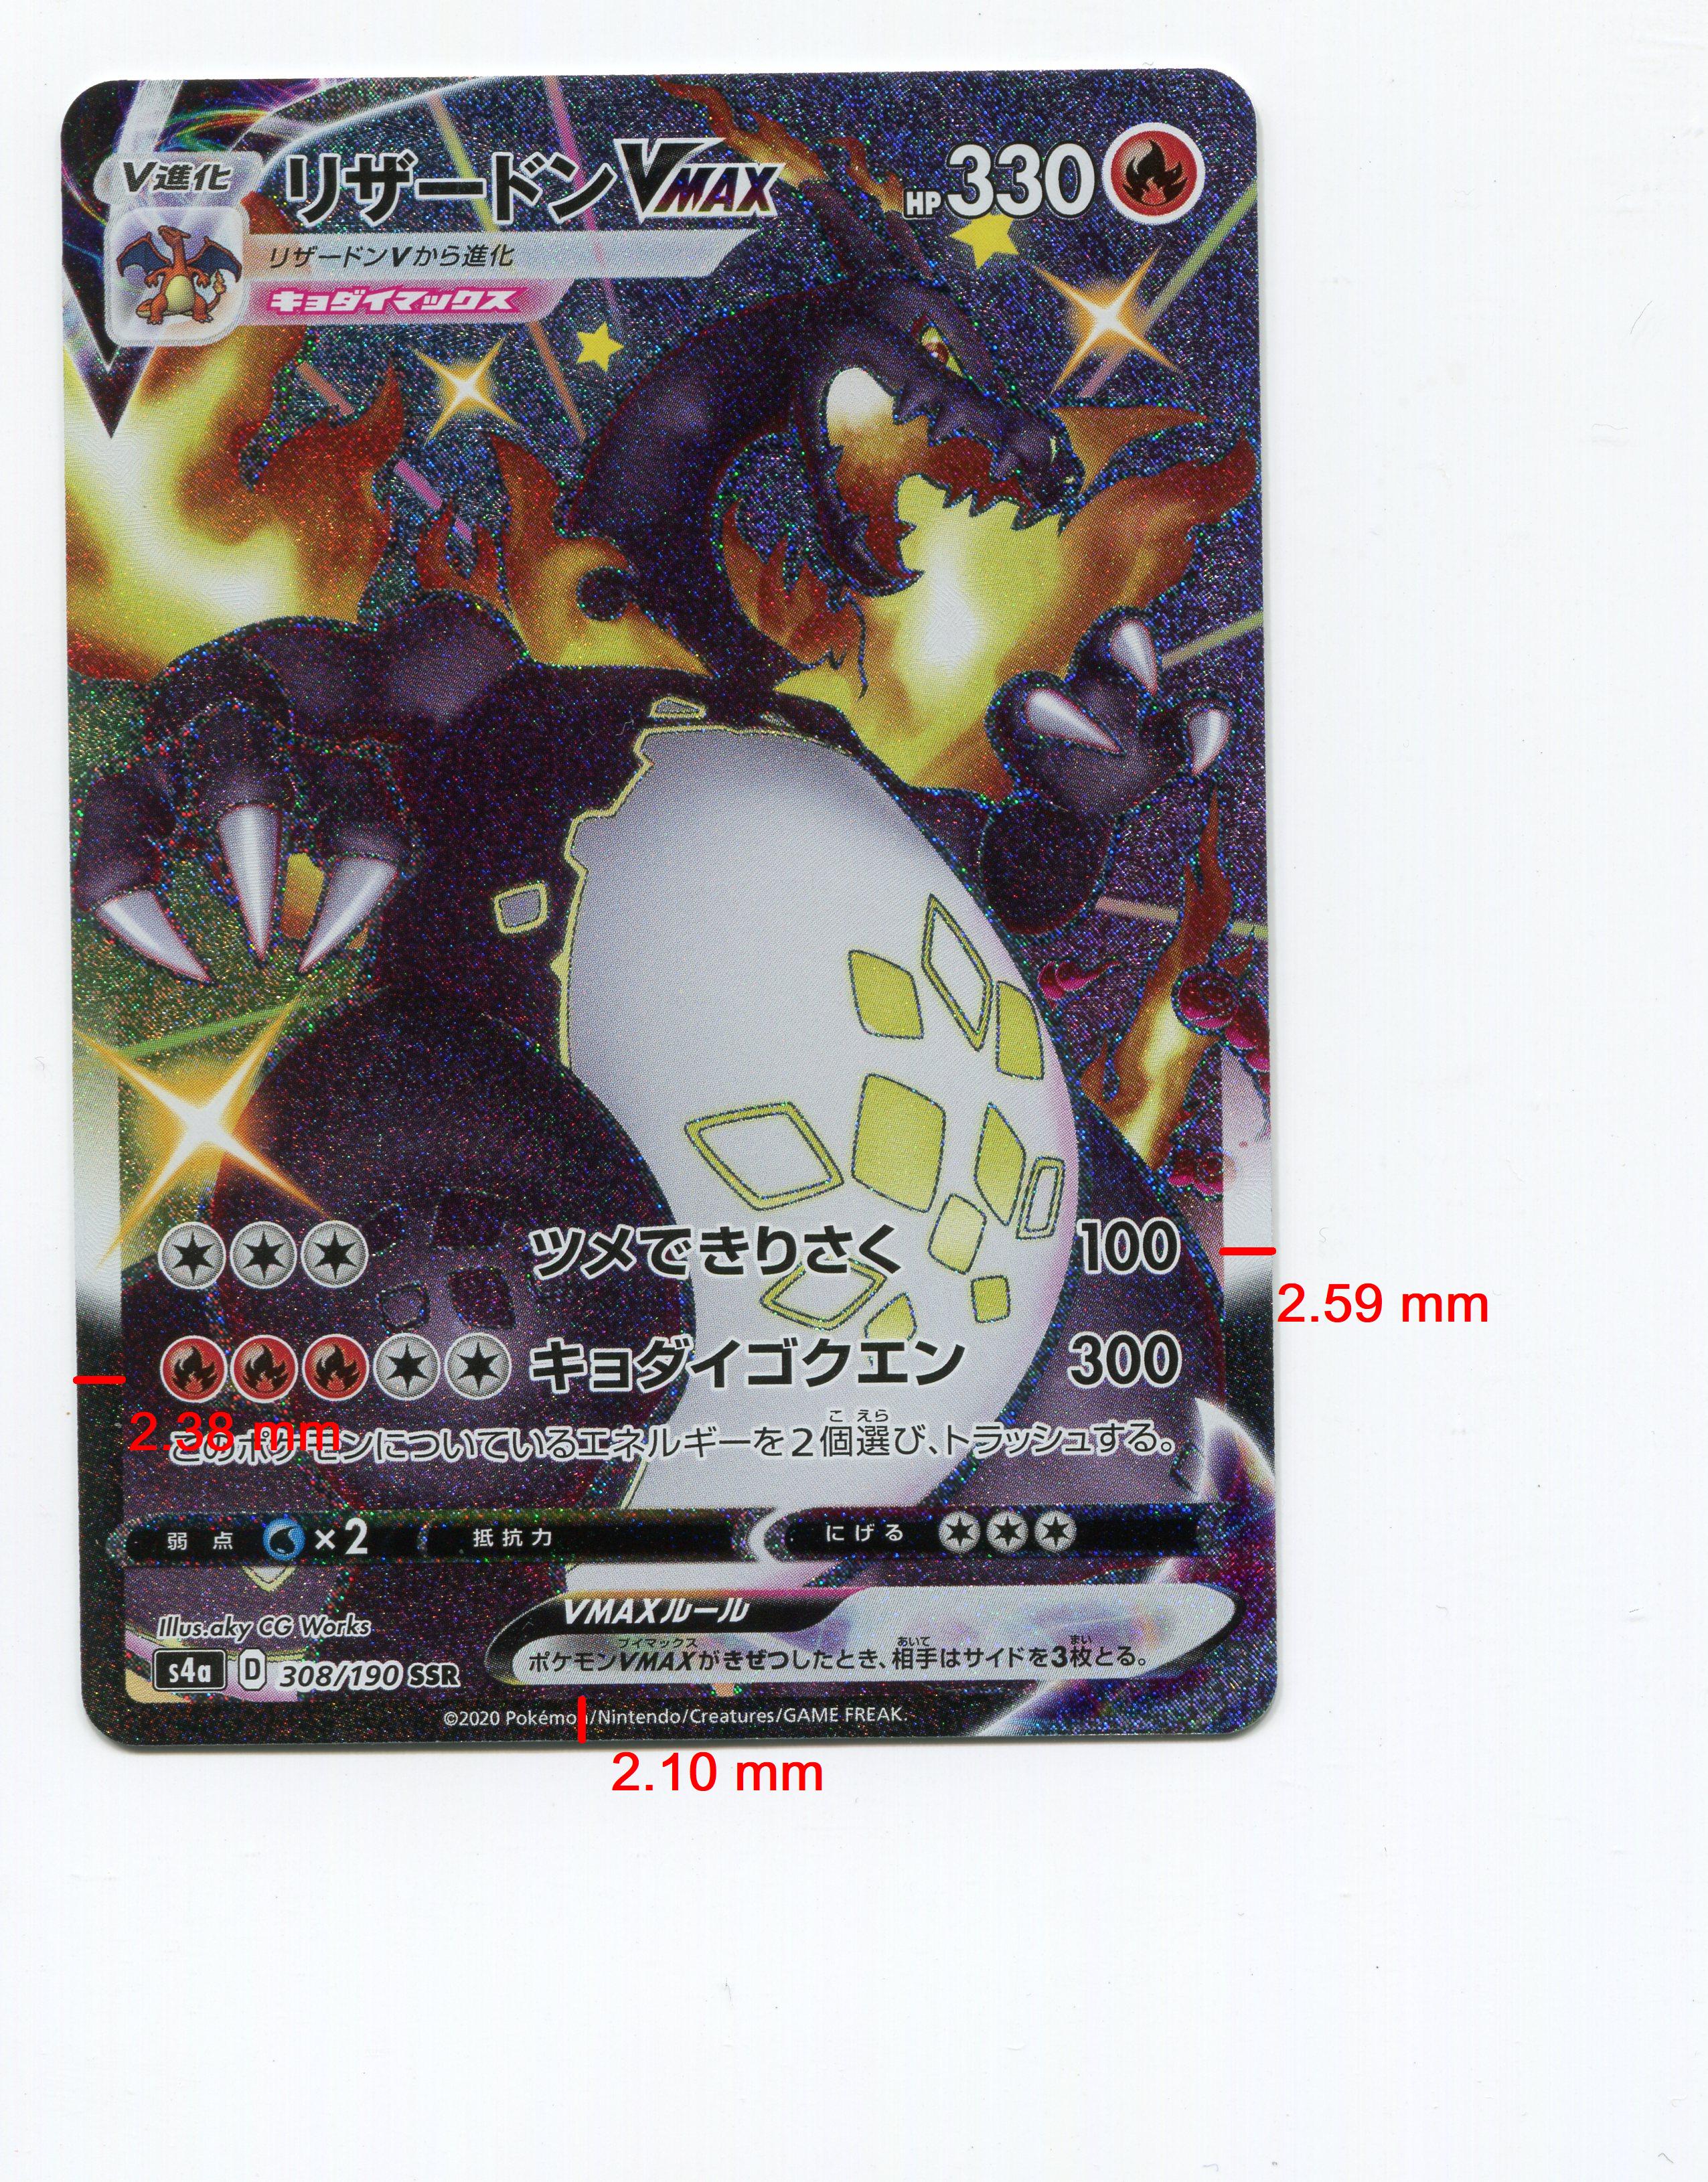 V進化
リザードンVMAX
HP330
リザードンVから進化
キョダイマックス
ツメできりさく 100
2.59 mm
キョダイゴクエン 300
2.38 mm
このポケモンについているエネルギーを2個選び、トラッシュする。
こ えら
弱点 ×2 抵抗力 にげる
VMAXルール
Illus.aky CG Works
ブイマックス あいて まい
ポケモンVMAXがきぜつしたとき、相手はサイドを3枚とる。
s4a D 308/190 SSR
©2020 Pokémon/Nintendo/Creatures/GAME FREAK.
2.10 mm